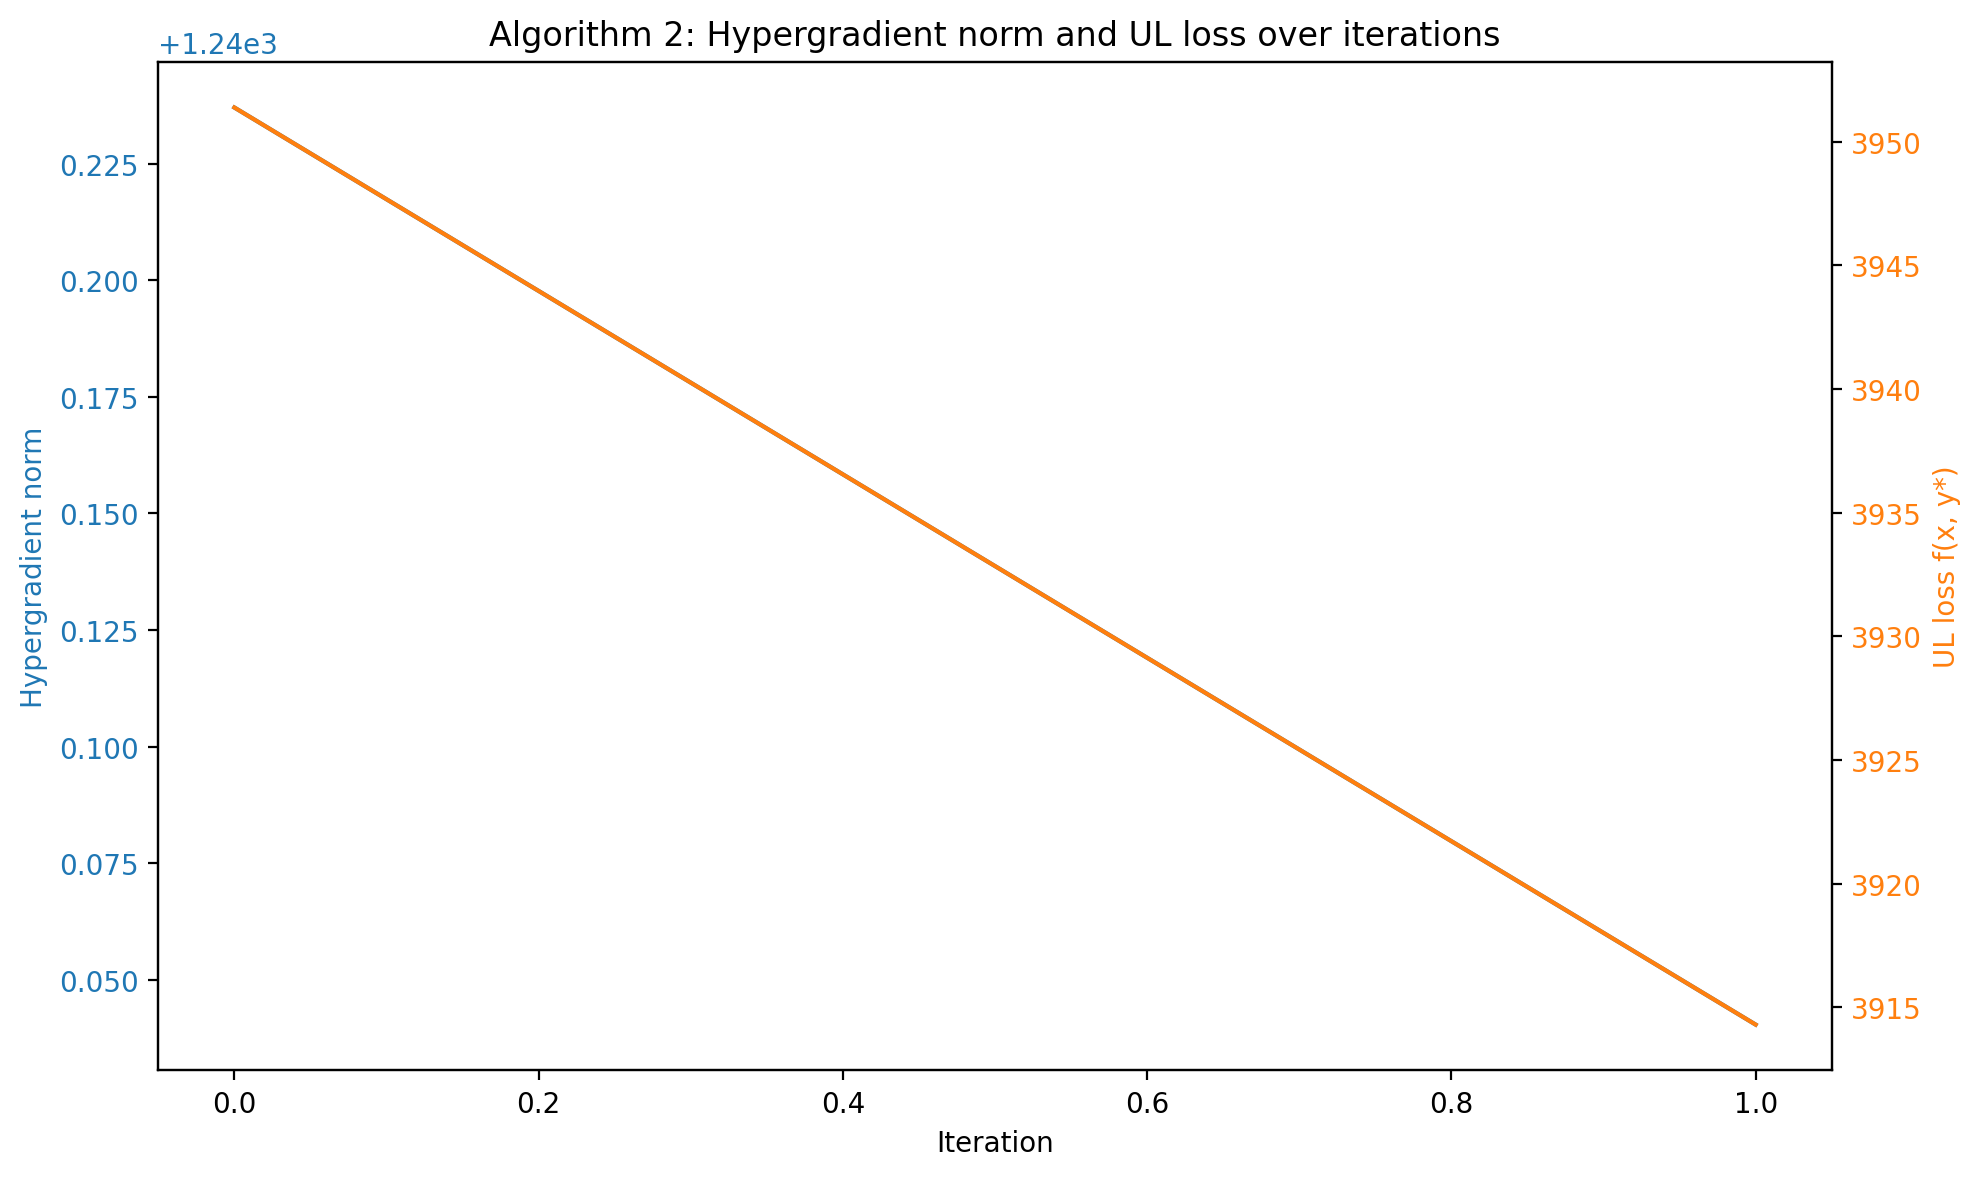 Algorithm 2: Hypergradient norm and UL loss over iterations
+1.24e3
0.225
0.200
0.175
0.150
0.125
0.100
0.075
0.050
Hypergradient norm
3950
3945
3940
3935
3930
3925
3920
3915
UL loss f(x, y*)
0.0 0.2 0.4 0.6 0.8 1.0
Iteration